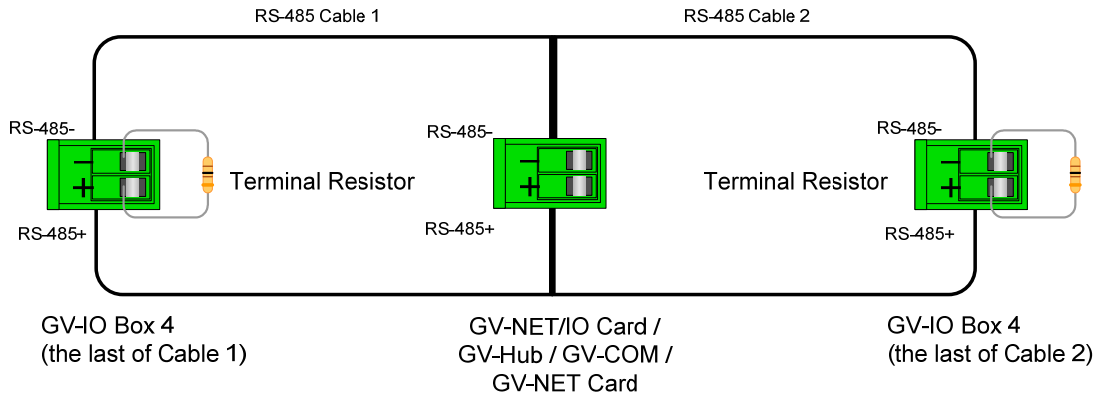 RS-485 Cable 1
RS-485 Cable 2
RS-485-
RS-485-
RS-485-
−
+
Terminal Resistor
−
+
Terminal Resistor
−
+
RS-485+
RS-485+
RS-485+
GV-IO Box 4
(the last of Cable 1)
GV-NET/IO Card /
GV-Hub / GV-COM /
GV-NET Card
GV-IO Box 4
(the last of Cable 2)